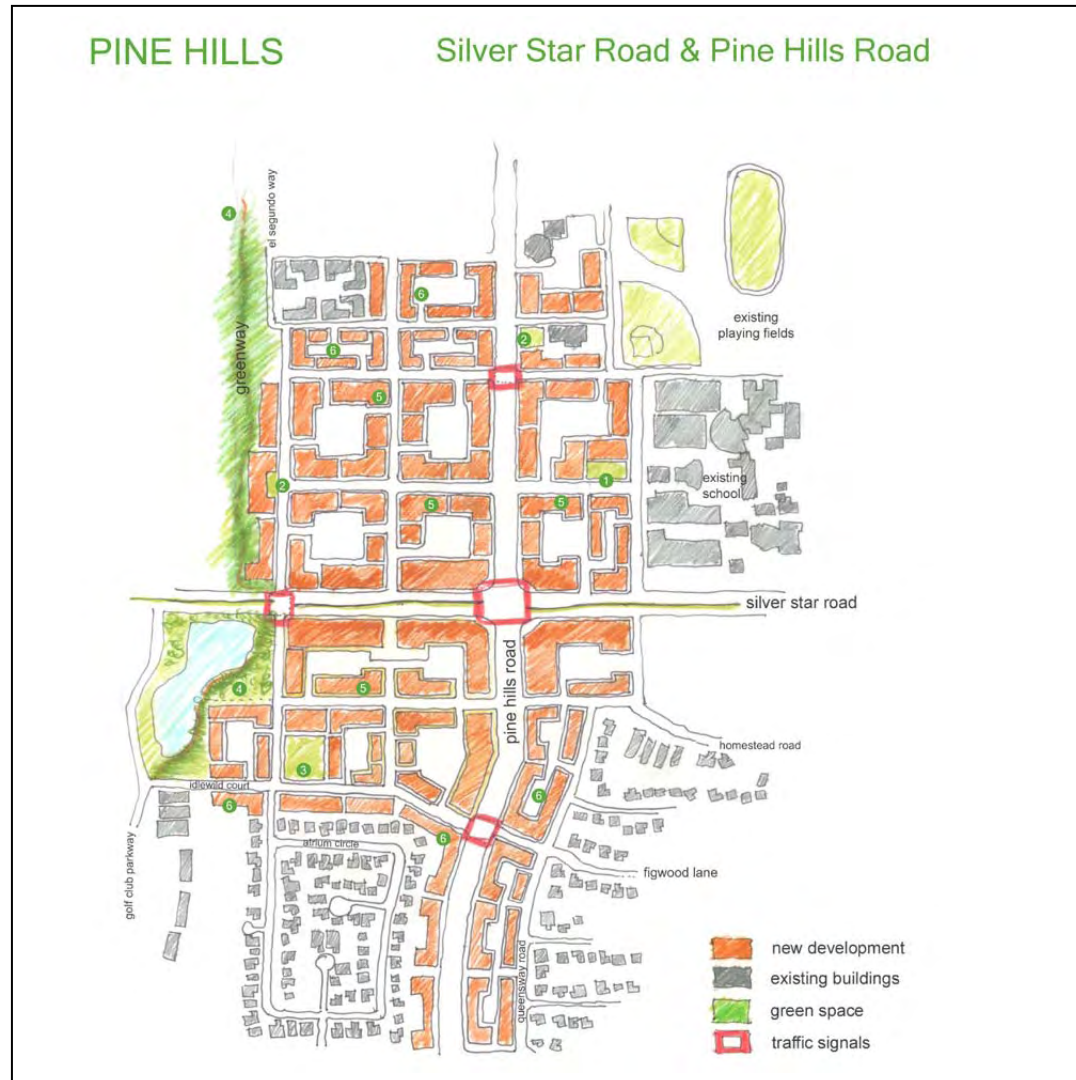 PINE HILLS
Silver Star Road & Pine Hills Road
el segundo way
4
greenway
6
6
2
existing
playing fields
5
2
1
existing
school
5
5
silver star road
pine hills road
4
5
homestead road
3
idlewild court
6
6
6
atrium circle
figwood lane
golf club parkway
queensway road
new development
existing buildings
green space
traffic signals